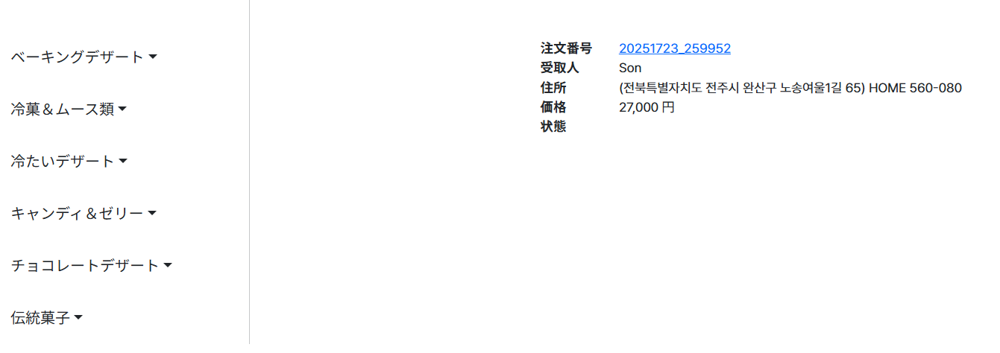 ベーキングデザート
冷菓＆ムース類
冷たいデザート
キャンディ＆ゼリー
チョコレートデザート
伝統菓子
注文番号 20251723_259952
受取人 Son
住所 (전북특별자치도 전주시 완산구 노송여울1길 65) HOME 560-080
価格 27,000 円
状態